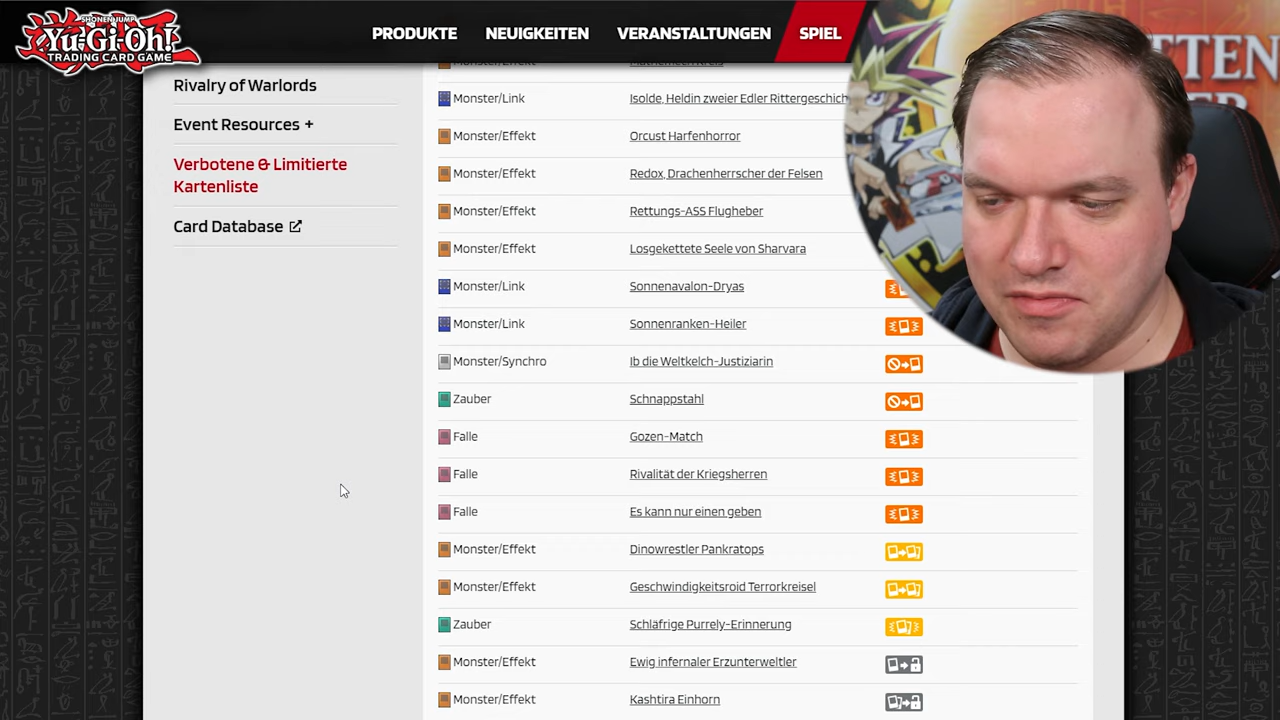 SHONEN JUMP
Yu-Gi-Oh!
TRADING CARD GAME
PRODUKTE NEUIGKEITEN VERANSTALTUNGEN SPIEL
Rivalry of Warlords
Event Resources +
Verbotene & Limitierte
Kartenliste
Card Database
Monster/Effekt
Monster/Link Isolde, Heldin zweier Edler Rittergeschich
Monster/Effekt Orcust Harfenhorror
Monster/Effekt Redox, Drachenherrscher der Felsen
Monster/Effekt Rettungs-ASS Flugheber
Monster/Effekt Losgekettete Seele von Sharvara
Monster/Link Sonnenavalon-Dryas
Monster/Link Sonnenranken-Heiler
Monster/Synchro Ib die Weltkelch-Justiziarin
Zauber Schnappstahl
Falle Gozen-Match
Falle Rivalität der Kriegsherren
Falle Es kann nur einen geben
Monster/Effekt Dinowrestler Pankratops
Monster/Effekt Geschwindigkeitsroid Terrorkreisel
Zauber Schläfrige Purrely-Erinnerung
Monster/Effekt Ewig infernaler Erzunterweltler
Monster/Effekt Kashtira Einhorn